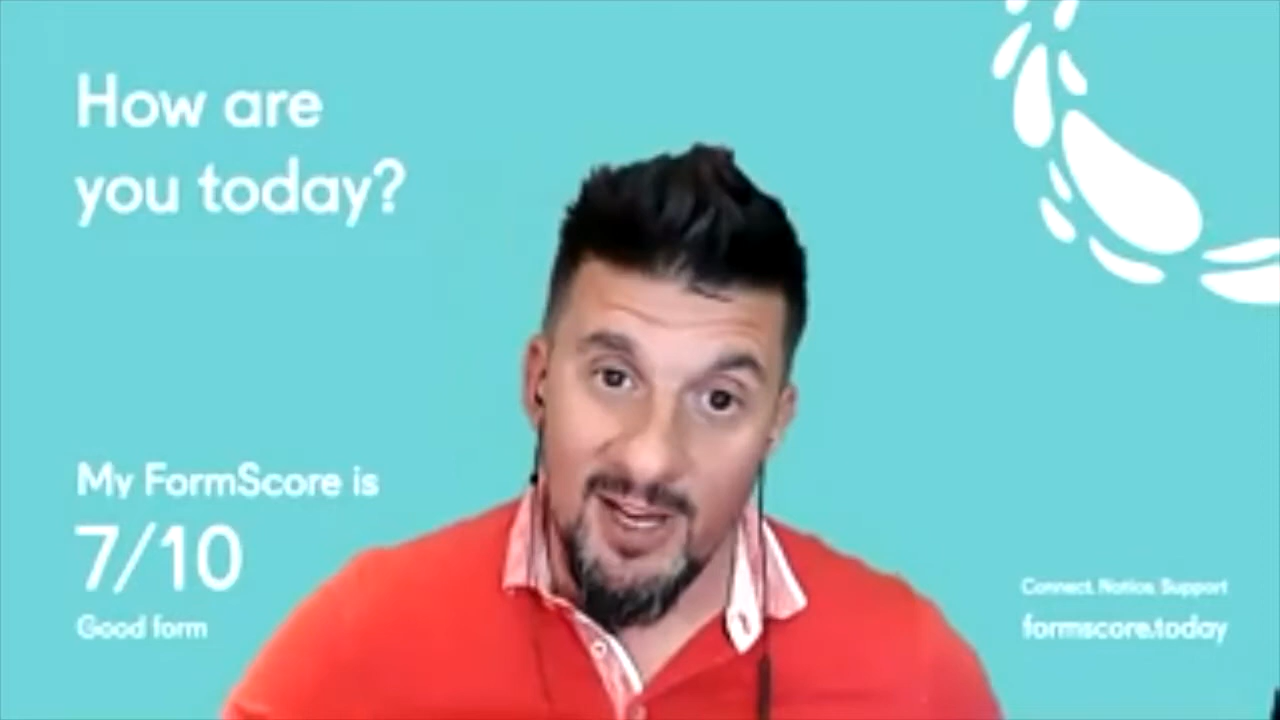 How are
you today?
My FormScore is
7/10
Good form
Connect. Notice. Support
formscore.today